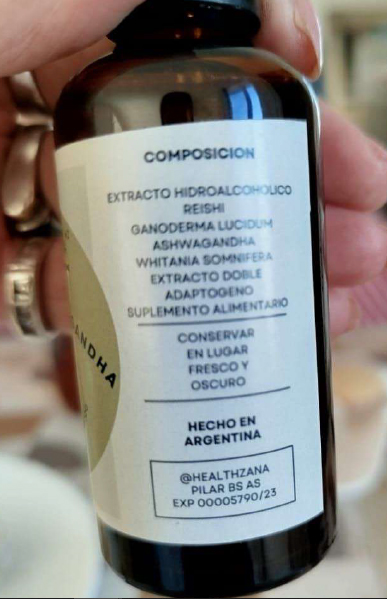 COMPOSICION
EXTRACTO HIDROALCOHOLICO
REISHI
GANODERMA LUCIDUM
ASHWAGANDHA
WHITANIA SOMNIFERA
EXTRACTO DOBLE
ADAPTOGENO
SUPLEMENTO ALIMENTARIO
CONSERVAR
EN LUGAR
FRESCO Y
OSCURO
HECHO EN
ARGENTINA
@HEALTHZANA
PILAR BS AS
EXP 00005790/23